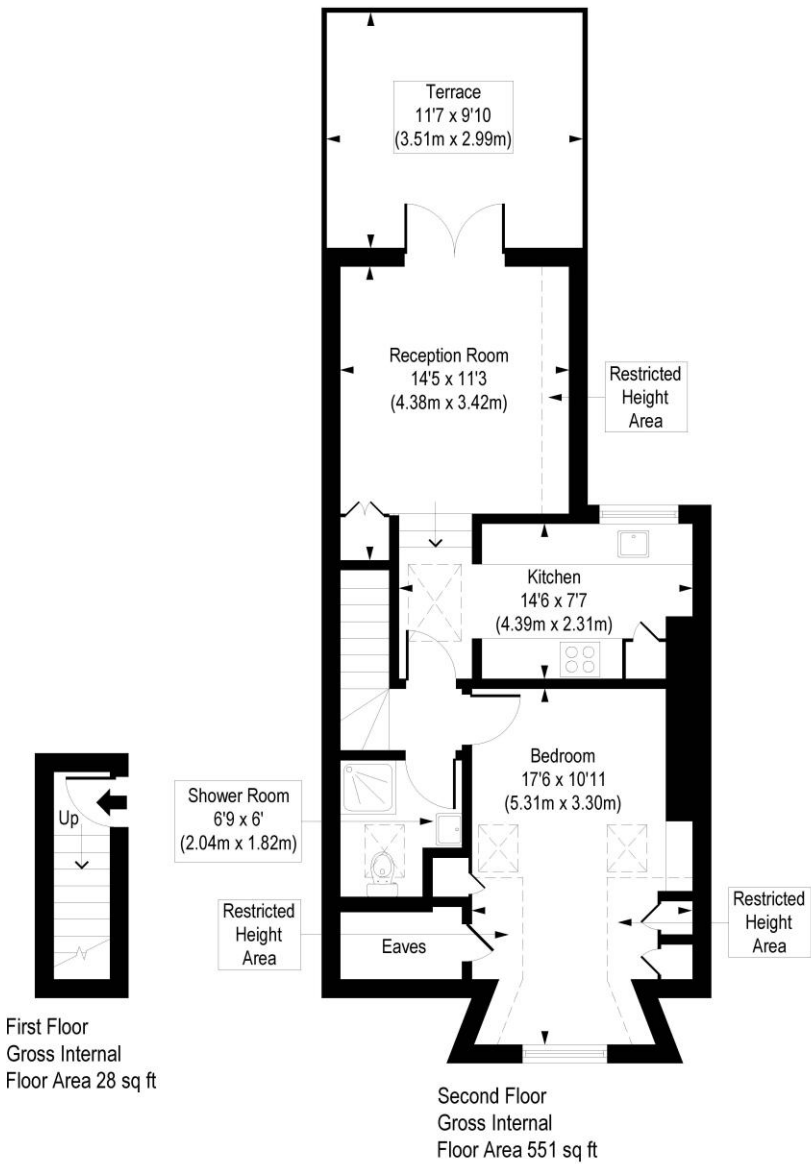 Terrace
11'7 x 9'10
(3.51m x 2.99m)
Reception Room
14'5 x 11'3
(4.38m x 3.42m)
Restricted
Height
Area
Kitchen
14'6 x 7'7
(4.39m x 2.31m)
Bedroom
17'6 x 10'11
(5.31m x 3.30m)
Shower Room
6'9 x 6'
(2.04m x 1.82m)
Up
Restricted
Height
Area
Eaves
Restricted
Height
Area
First Floor
Gross Internal
Floor Area 28 sq ft
Second Floor
Gross Internal
Floor Area 551 sq ft